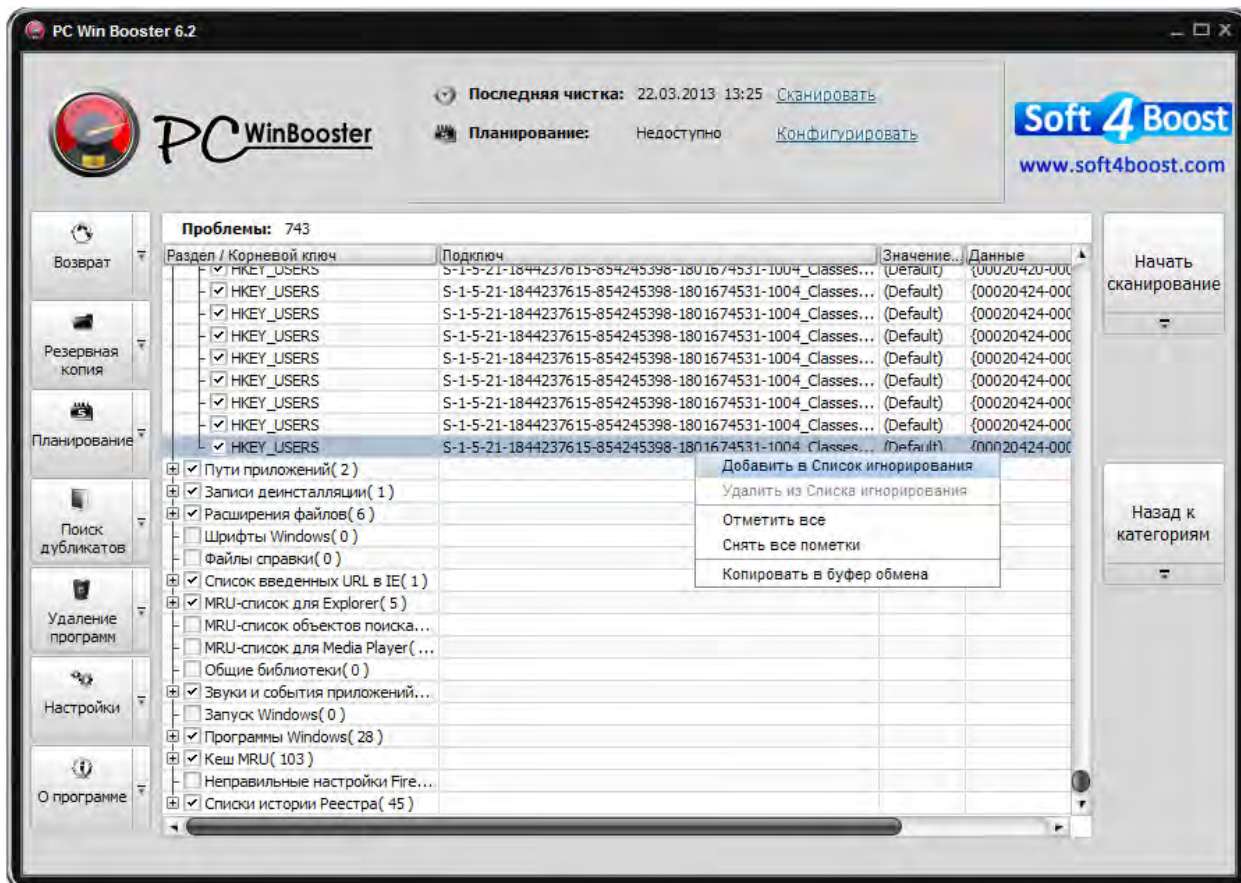 PC Win Booster 6.2
PC WinBooster
Последняя чистка: 22.03.2013 13:25 Сканировать
Планирование: Недоступно Конфигурировать
Soft 4 Boost
www.soft4boost.com
Возврат
Резервная
копия
Планирование
Поиск
дубликатов
Удаление
программ
Настройки
О программе
Проблемы: 743
Раздел / Корневой ключ Подключ Значение... Данные
HKEY_USERS S-1-5-21-1844237615-854245398-1801674531-1004_Classes... (Default) {00020420-000
HKEY_USERS S-1-5-21-1844237615-854245398-1801674531-1004_Classes... (Default) {00020424-000
HKEY_USERS S-1-5-21-1844237615-854245398-1801674531-1004_Classes... (Default) {00020424-000
HKEY_USERS S-1-5-21-1844237615-854245398-1801674531-1004_Classes... (Default) {00020424-000
HKEY_USERS S-1-5-21-1844237615-854245398-1801674531-1004_Classes... (Default) {00020424-000
HKEY_USERS S-1-5-21-1844237615-854245398-1801674531-1004_Classes... (Default) {00020424-000
HKEY_USERS S-1-5-21-1844237615-854245398-1801674531-1004_Classes... (Default) {00020424-000
HKEY_USERS S-1-5-21-1844237615-854245398-1801674531-1004_Classes... (Default) {00020424-000
HKEY_USERS S-1-5-21-1844237615-854245398-1801674531-1004_Classes... (Default) {00020424-000
Пути приложений( 2 )
Записи деинсталляции( 1 )
Расширения файлов( 6 )
Шрифты Windows( 0 )
Файлы справки( 0 )
Список введенных URL в IE( 1 )
MRU-список для Explorer( 5 )
MRU-список объектов поиска...
MRU-список для Media Player( ...
Общие библиотеки( 0 )
Звуки и события приложений...
Запуск Windows( 0 )
Программы Windows( 28 )
Кеш MRU( 103 )
Неправильные настройки Fire...
Списки истории Реестра( 45 )
Добавить в Список игнорирования
Удалить из Списка игнорирования
Отметить все
Снять все пометки
Копировать в буфер обмена
Начать
сканирование
Назад к
категориям